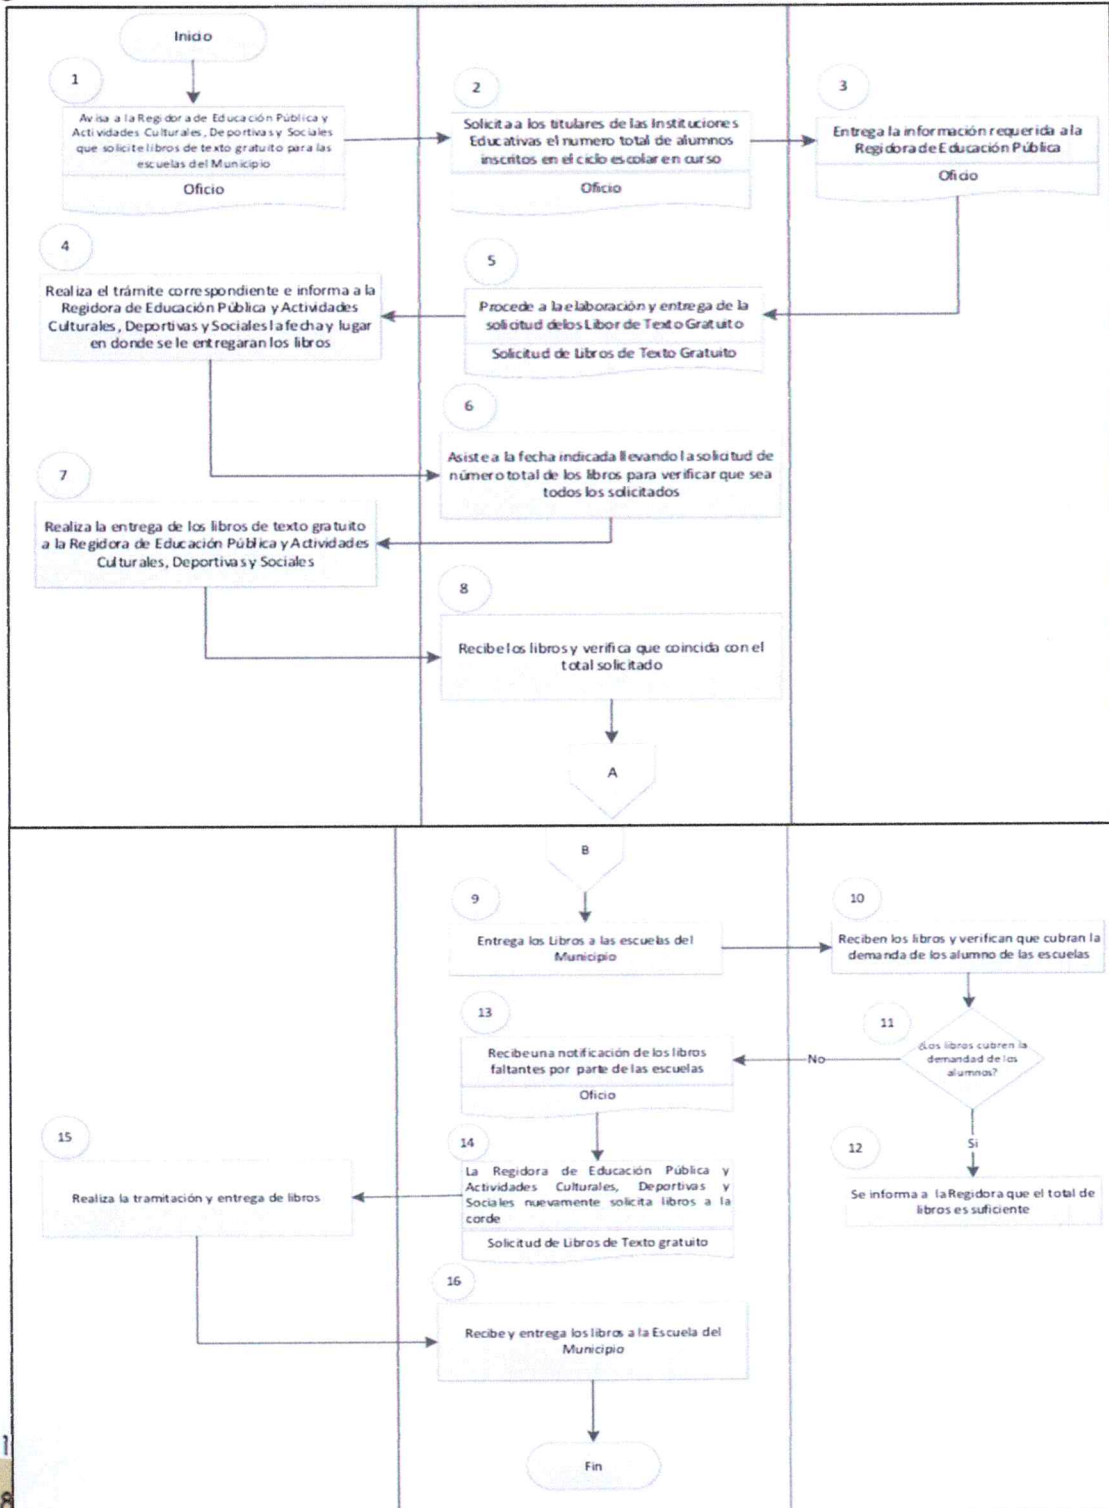 Inicio
1
Avisa a la Regidora de Educación Pública y
Actividades Culturales, Deportivas y Sociales
que solicite libros de texto gratuito para las
escuelas del Municipio
Oficio
2
Solicita a los titulares de las Instituciones
Educativas el numero total de alumnos
inscritos en el ciclo escolar en curso
Oficio
3
Entrega la información requerida a la
Regidora de Educación Pública
Oficio
4
Realiza el trámite correspondiente e informa a la
Regidora de Educación Pública y Actividades
Culturales, Deportivas y Sociales la fecha y lugar
en donde se le entregaran los libros
5
Procede a la elaboración y entrega de la
solicitud delos Libor de Texto Gratuito
Solicitud de Libros de Texto Gratuito
6
Asiste a la fecha indicada llevando la solicitud de
número total de los libros para verificar que sea
todos los solicitados
7
Realiza la entrega de los libros de texto gratuito
a la Regidora de Educación Pública y Actividades
Culturales, Deportivas y Sociales
8
Recibe los libros y verifica que coincida con el
total solicitado
A
B
9
Entrega los Libros a las escuelas del
Municipio
10
Reciben los libros y verifican que cubran la
demanda de los alumno de las escuelas
11
¿Los libros cubren la
demandad de los
alumnos?
No
Si
12
Se informa a la Regidora que el total de
libros es suficiente
13
Recibe una notificación de los libros
faltantes por parte de las escuelas
Oficio
14
La Regidora de Educación Pública y
Actividades Culturales, Deportivas y
Sociales nuevamente solicita libros a la
corde
Solicitud de Libros de Texto gratuito
15
Realiza la tramitación y entrega de libros
16
Recibe y entrega los libros a la Escuela del
Municipio
Fin